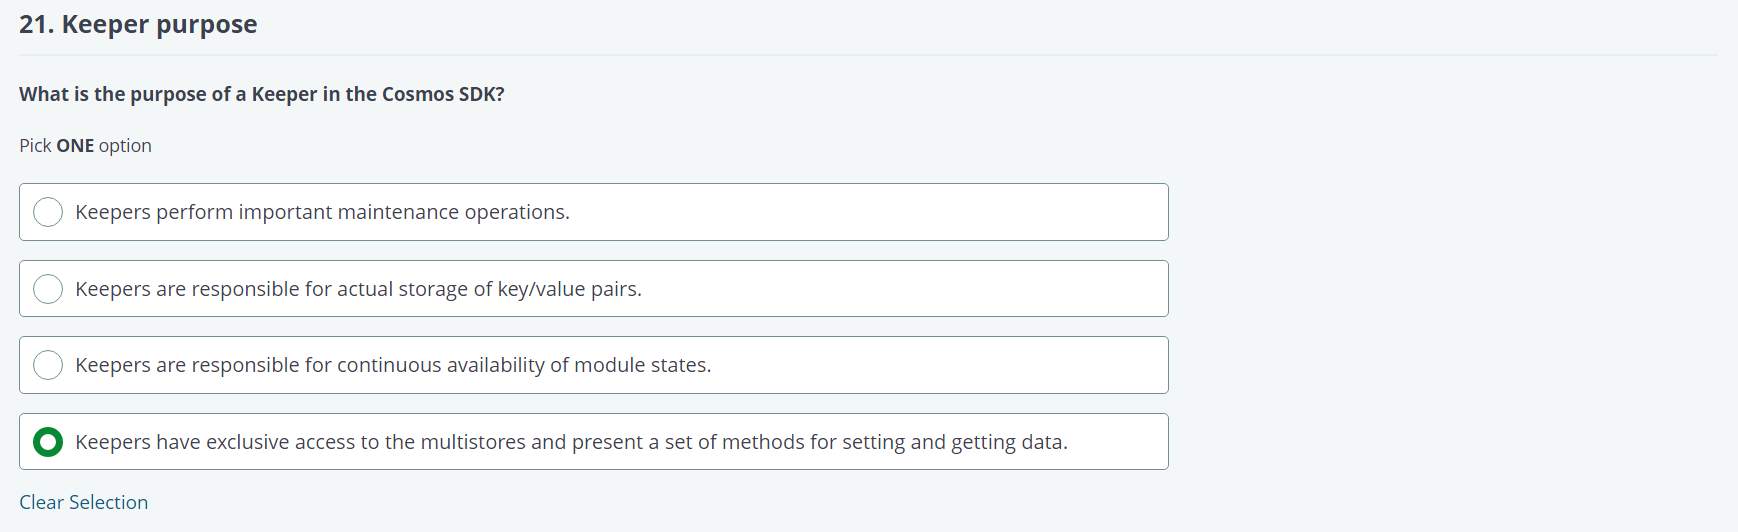 21. Keeper purpose
What is the purpose of a Keeper in the Cosmos SDK?
Pick ONE option
Keepers perform important maintenance operations.
Keepers are responsible for actual storage of key/value pairs.
Keepers are responsible for continuous availability of module states.
Keepers have exclusive access to the multistores and present a set of methods for setting and getting data.
Clear Selection